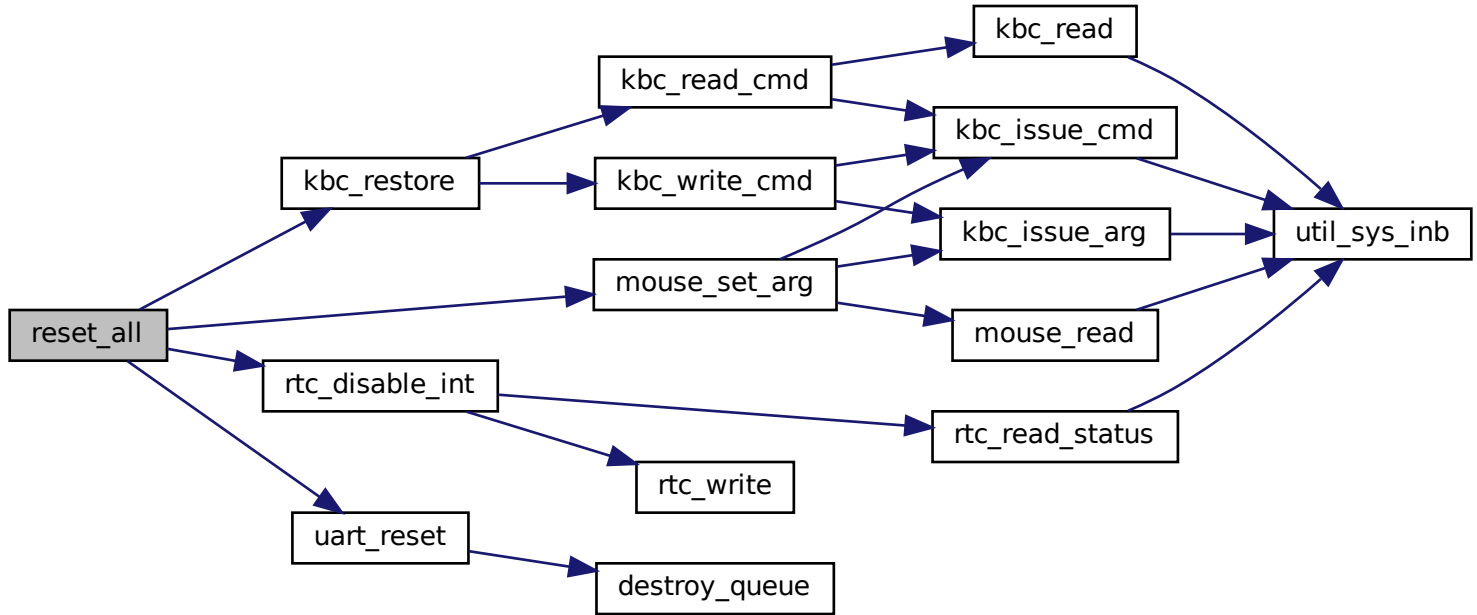 kbc_read
kbc_read_cmd
kbc_issue_cmd
kbc_restore
kbc_write_cmd
kbc_issue_arg
util_sys_inb
mouse_set_arg
reset_all
mouse_read
rtc_disable_int
rtc_read_status
rtc_write
uart_reset
destroy_queue